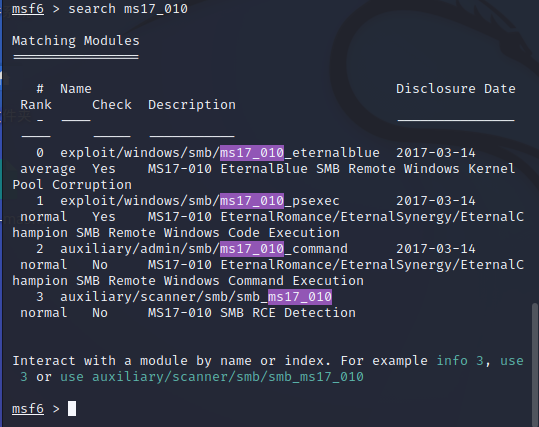 msf6 > search ms17_010
Matching Modules
================
# Name Disclosure Date
Rank Check Description
- ---- ---------------
---- ----- -----------
0 exploit/windows/smb/ms17_010_eternalblue 2017-03-14
average Yes MS17-010 EternalBlue SMB Remote Windows Kernel
Pool Corruption
1 exploit/windows/smb/ms17_010_psexec 2017-03-14
normal Yes MS17-010 EternalRomance/EternalSynergy/EternalC
hampion SMB Remote Windows Code Execution
2 auxiliary/admin/smb/ms17_010_command 2017-03-14
normal No MS17-010 EternalRomance/EternalSynergy/EternalC
hampion SMB Remote Windows Command Execution
3 auxiliary/scanner/smb/smb_ms17_010
normal No MS17-010 SMB RCE Detection
Interact with a module by name or index. For example info 3, use
3 or use auxiliary/scanner/smb/smb_ms17_010
msf6 >